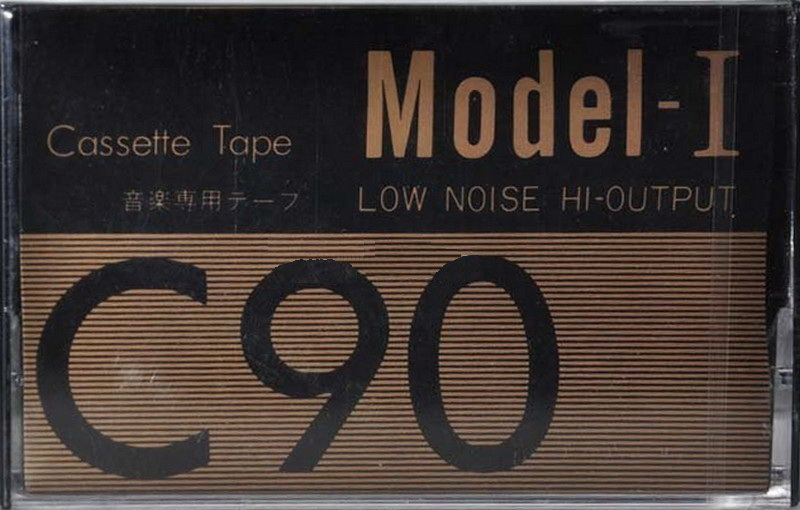 Model-I
Cassette Tape
音楽専用テープ LOW NOISE HI-OUTPUT
C90